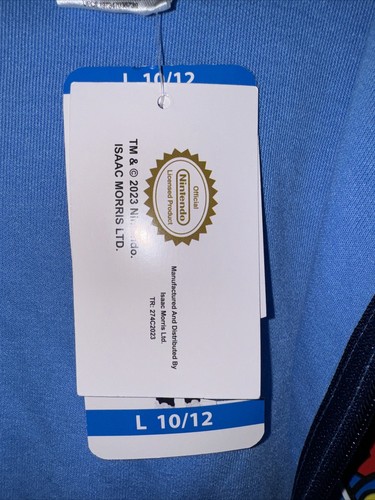 L 10/12
Official
Nintendo
Licensed Product
TM & © 2023 Nintendo.
ISAAC MORRIS LTD.
Manufactured And Distributed By
Isaac Morris Ltd.
TR: 274C2023
L 10/12